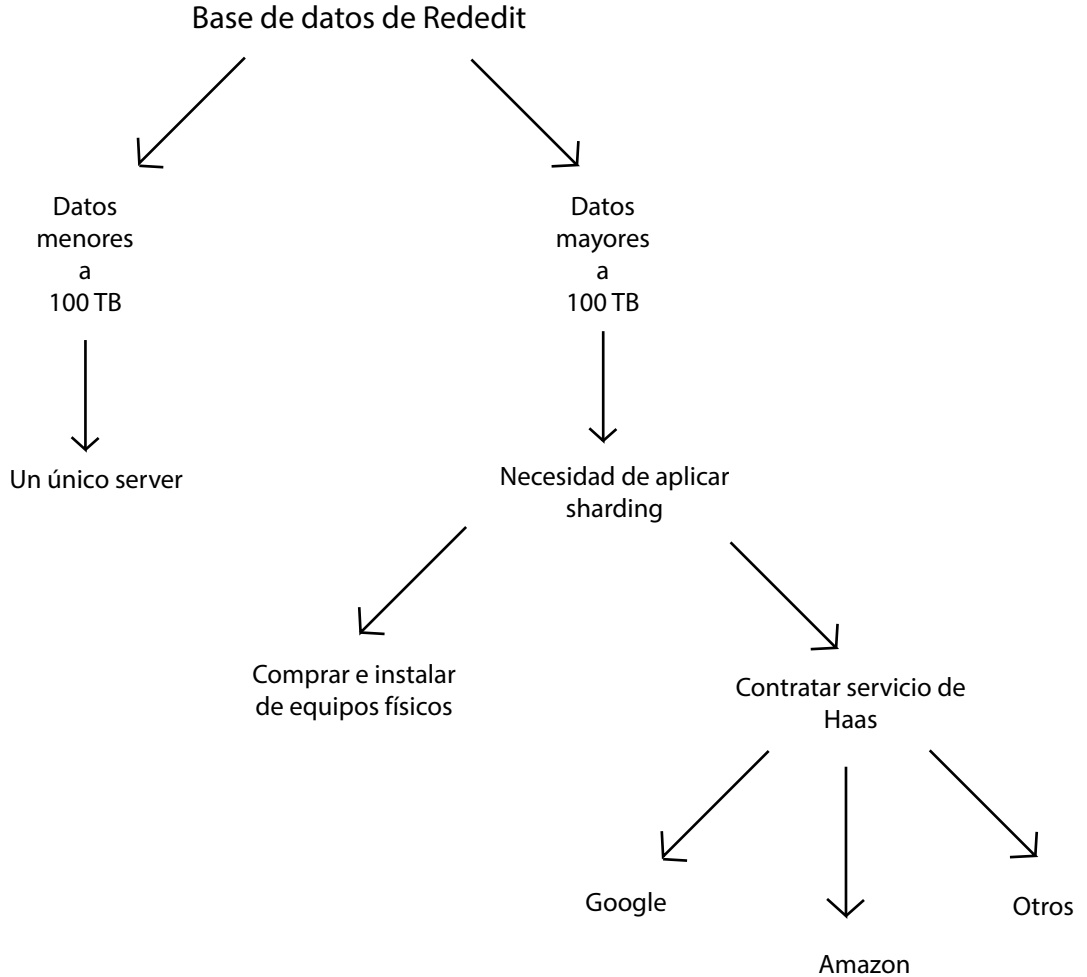 Base de datos de Rededit
Datos
menores
a
100 TB
Datos
mayores
a
100 TB
Un único server
Necesidad de aplicar
sharding
Comprar e instalar
de equipos físicos
Contratar servicio de
Haas
Google
Amazon
Otros